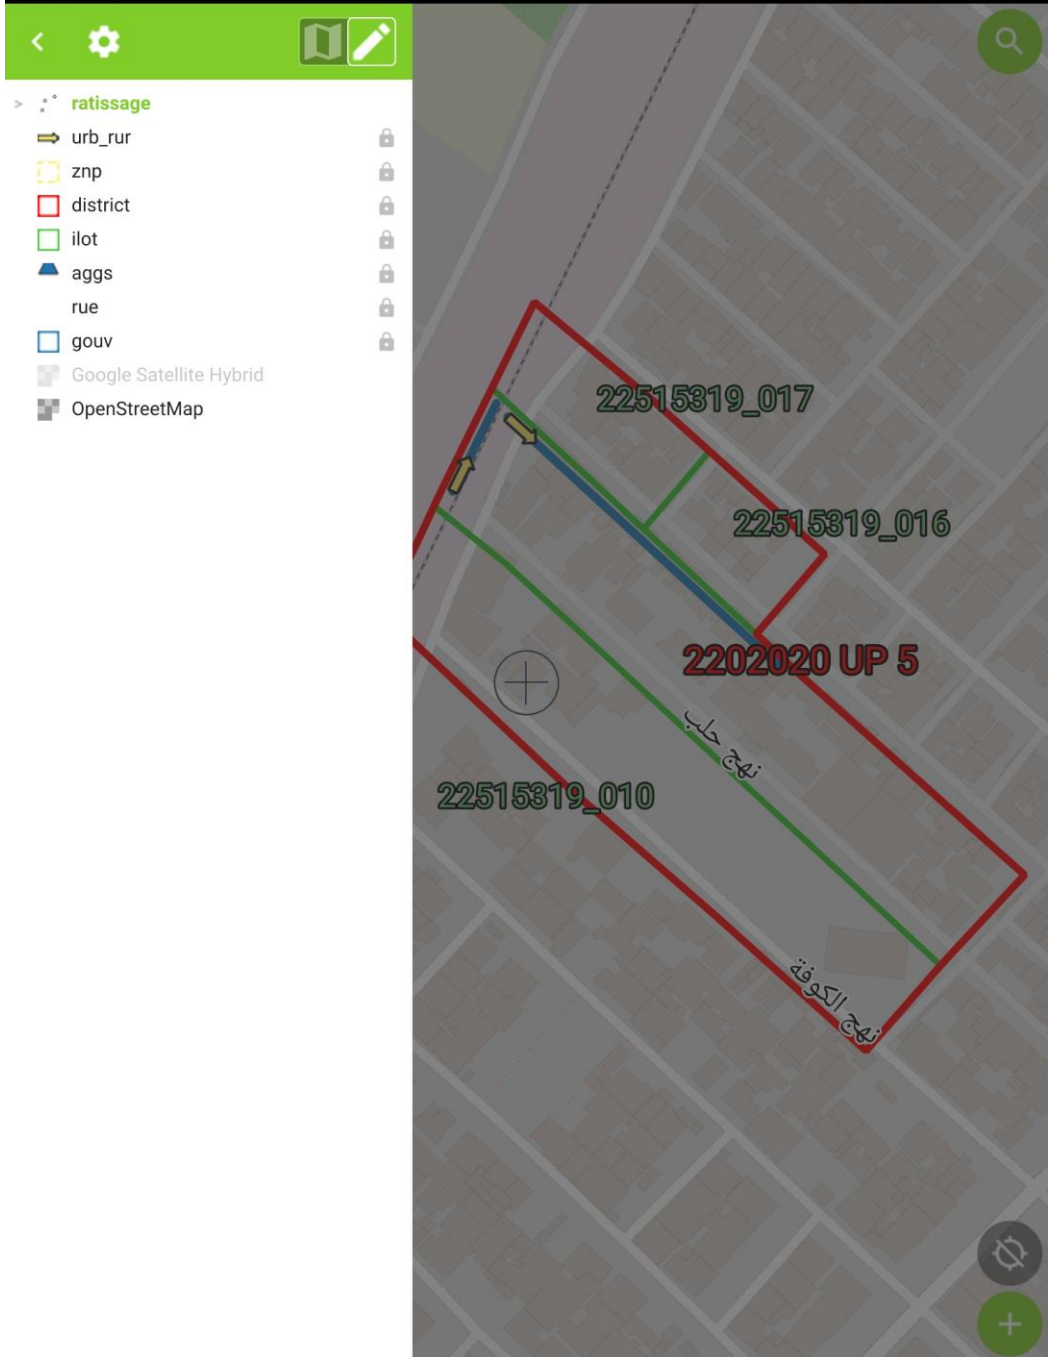 ratissage
urb_rur
znp
district
ilot
aggs
rue
gouv
Google Satellite Hybrid
OpenStreetMap
22515319_017
22515319_016
2202020 UP 5
نهج حلب
22515319_010
نهج الكوفة